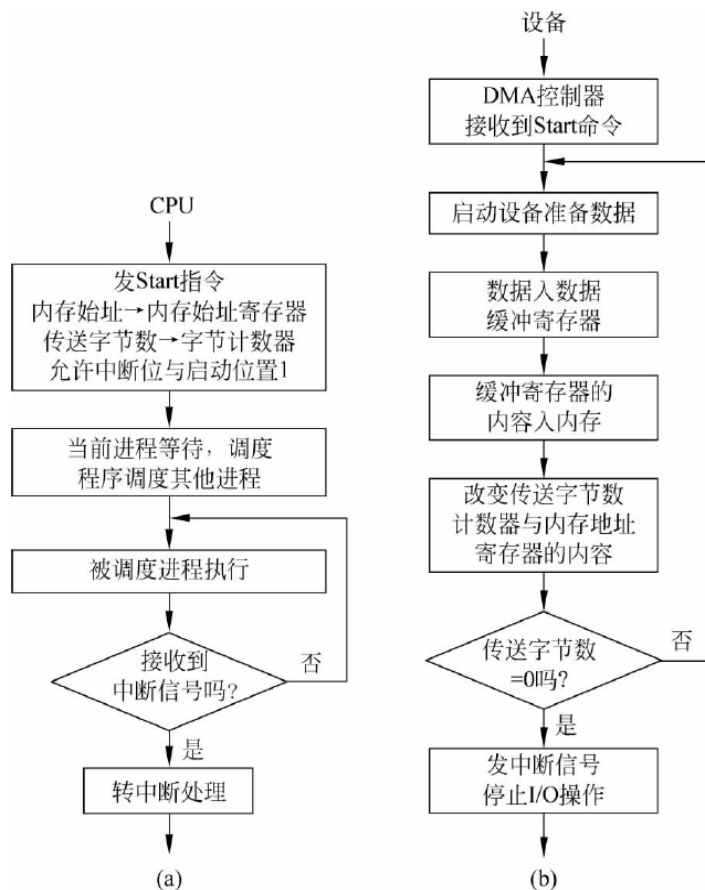 CPU
发Start指令
内存始址→内存始址寄存器
传送字节数→字节计数器
允许中断位与启动位置1
当前进程等待，调度
程序调度其他进程
被调度进程执行
接收到
中断信号吗?
否
是
转中断处理
(a)
设备
DMA控制器
接收到Start命令
启动设备准备数据
数据入数据
缓冲寄存器
缓冲寄存器的
内容入内存
改变传送字节数
计数器与内存地址
寄存器的内容
传送字节数
=0吗?
否
是
发中断信号
停止I/O操作
(b)